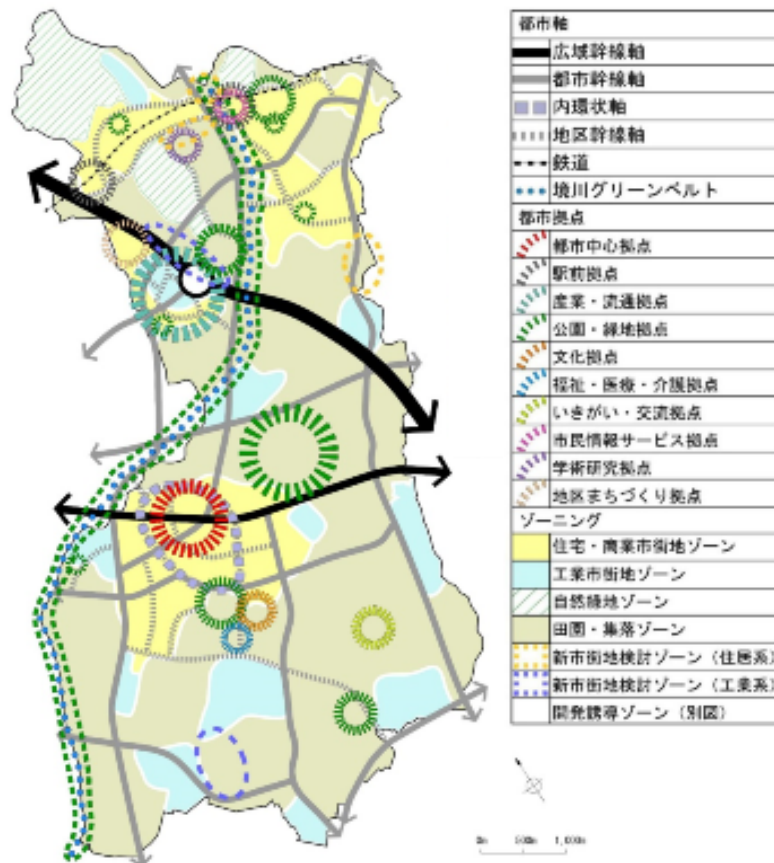 都市軸
広域幹線軸
都市幹線軸
内環状軸
地区幹線軸
鉄道
境川グリーンベルト
都市拠点
都市中心拠点
駅前拠点
産業・流通拠点
公園・緑地拠点
文化拠点
福祉・医療・介護拠点
いきがい・交流拠点
市民情報サービス拠点
学術研究拠点
地区まちづくり拠点
ゾーニング
住宅・商業市街地ゾーン
工業市街地ゾーン
自然緑地ゾーン
田園・集落ゾーン
新市街地検討ゾーン（住居系）
新市街地検討ゾーン（工業系）
開発誘導ゾーン（別図）
0m 500m 1,000m